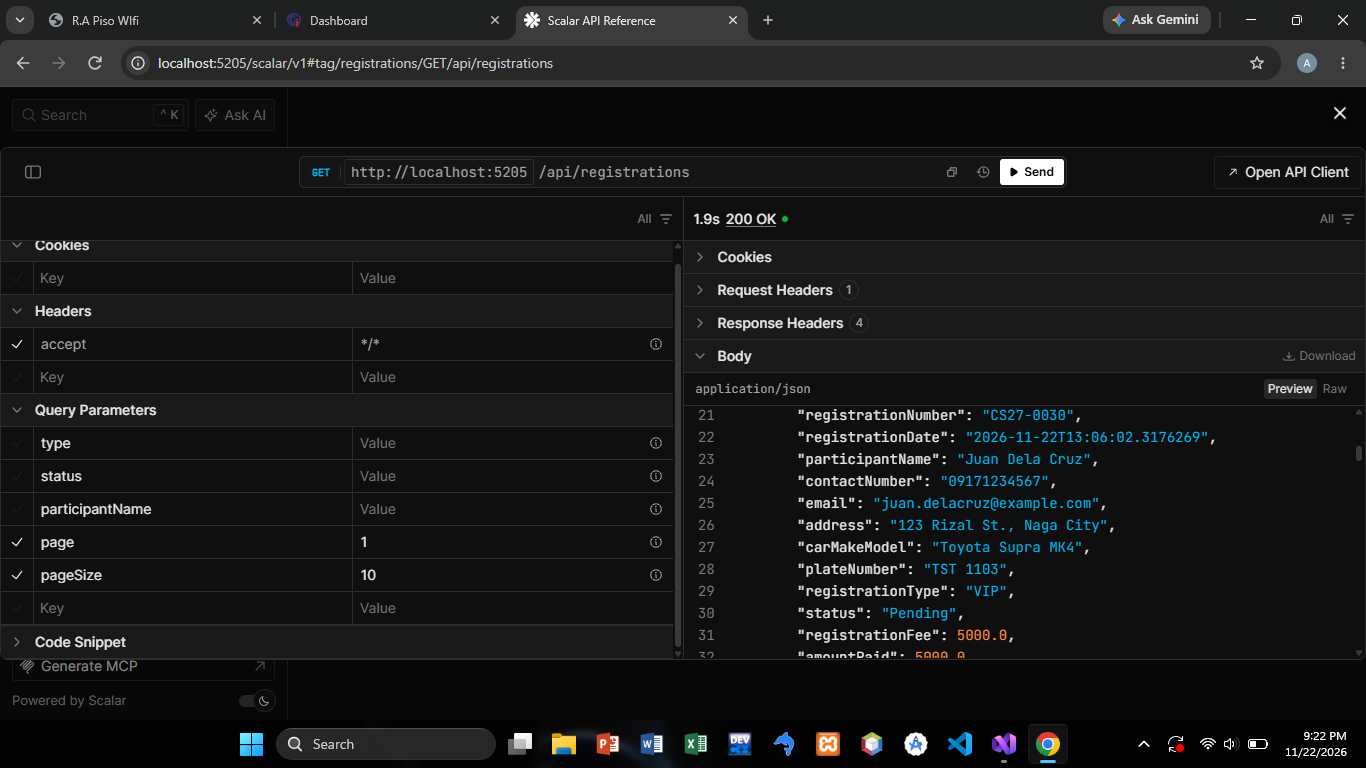 R.A Piso WIfi
Dashboard
Scalar API Reference
Ask Gemini
localhost:5205/scalar/v1#tag/registrations/GET/api/registrations
A
Search
^ K
Ask AI
GET
http://localhost:5205
/api/registrations
Send
Open API Client
All
1.9s 200 OK
All
Cookies
Key Value
Headers
accept */*
Key Value
Query Parameters
type Value
status Value
participantName Value
page 1
pageSize 10
Key Value
Code Snippet
Cookies
Request Headers 1
Response Headers 4
Body
Download
application/json
Preview Raw
21 "registrationNumber": "CS27-0030",
22 "registrationDate": "2026-11-22T13:06:02.3176269",
23 "participantName": "Juan Dela Cruz",
24 "contactNumber": "09171234567",
25 "email": "juan.delacruz@example.com",
26 "address": "123 Rizal St., Naga City",
27 "carMakeModel": "Toyota Supra MK4",
28 "plateNumber": "TST 1103",
29 "registrationType": "VIP",
30 "status": "Pending",
31 "registrationFee": 5000.0,
32 "amountPaid": 5000.0
Generate MCP
Powered by Scalar
Search
DEV
9:22 PM
11/22/2026